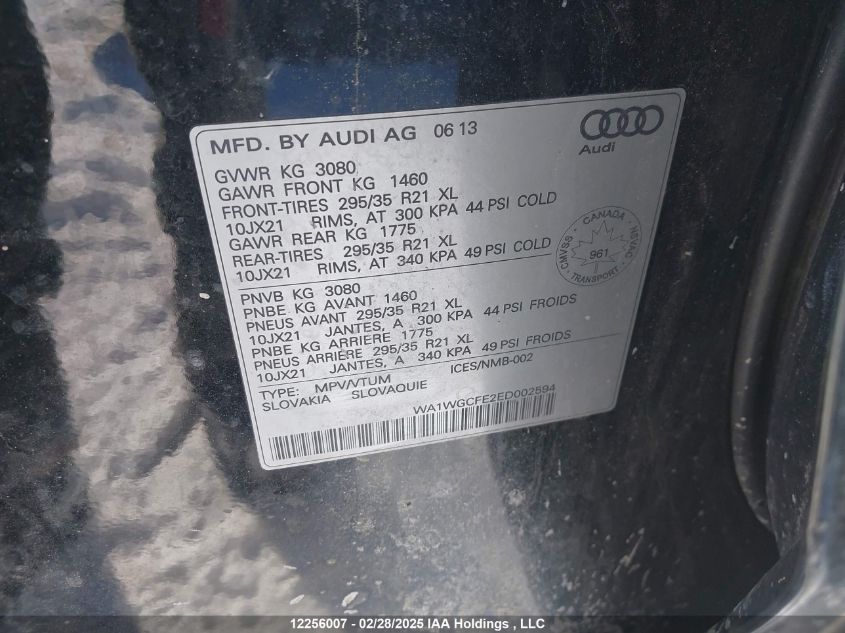 MFD. BY AUDI AG 06 13
Audi
GVWR KG 3080
GAWR FRONT KG 1460
FRONT-TIRES 295/35 R21 XL
10JX21 RIMS, AT 300 KPA 44 PSI COLD
GAWR REAR KG 1775
REAR-TIRES 295/35 R21 XL
10JX21 RIMS, AT 340 KPA 49 PSI COLD
CANADA
CMVSS
NSVAC
961
TRANSPORT
PNVB KG 3080
PNBE KG AVANT 1460
PNEUS AVANT 295/35 R21 XL
10JX21 JANTES, A 300 KPA 44 PSI FROIDS
PNBE KG ARRIERE 1775
PNEUS ARRIÈRE 295/35 R21 XL
10JX21 JANTES, A 340 KPA 49 PSI FROIDS
TYPE: MPV/VTUM ICES/NMB-002
SLOVAKIA SLOVAQUIE
WA1WGCFE2ED002594
12256007 - 02/28/2025 IAA Holdings , LLC